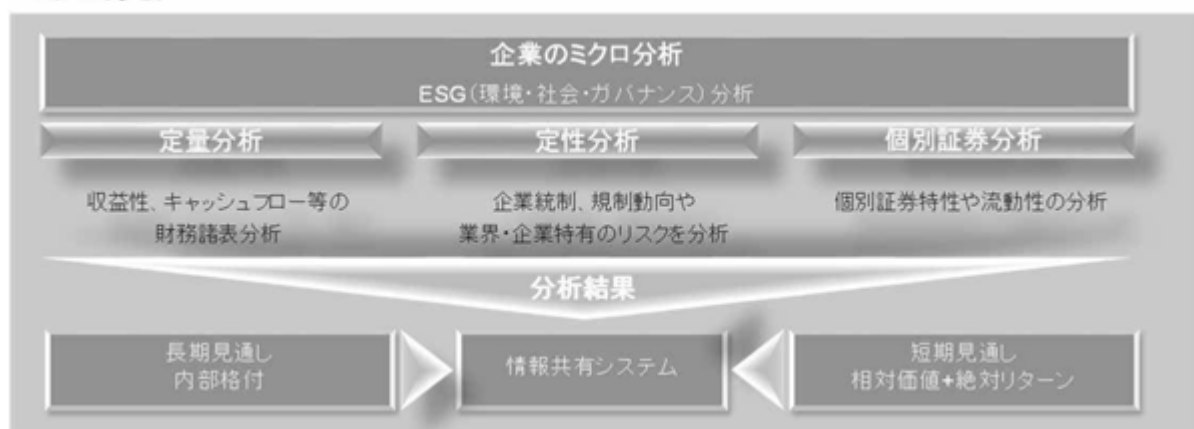 企業のミクロ分析
ESG(環境・社会・ガバナンス)分析
定量分析
収益性、キャッシュフロー等の
財務諸表分析
定性分析
企業統制、規制動向や
業界・企業特有のリスクを分析
個別証券分析
個別証券特性や流動性の分析
分析結果
長期見通し
内部格付
情報共有システム
短期見通し
相対価値+絶対リターン